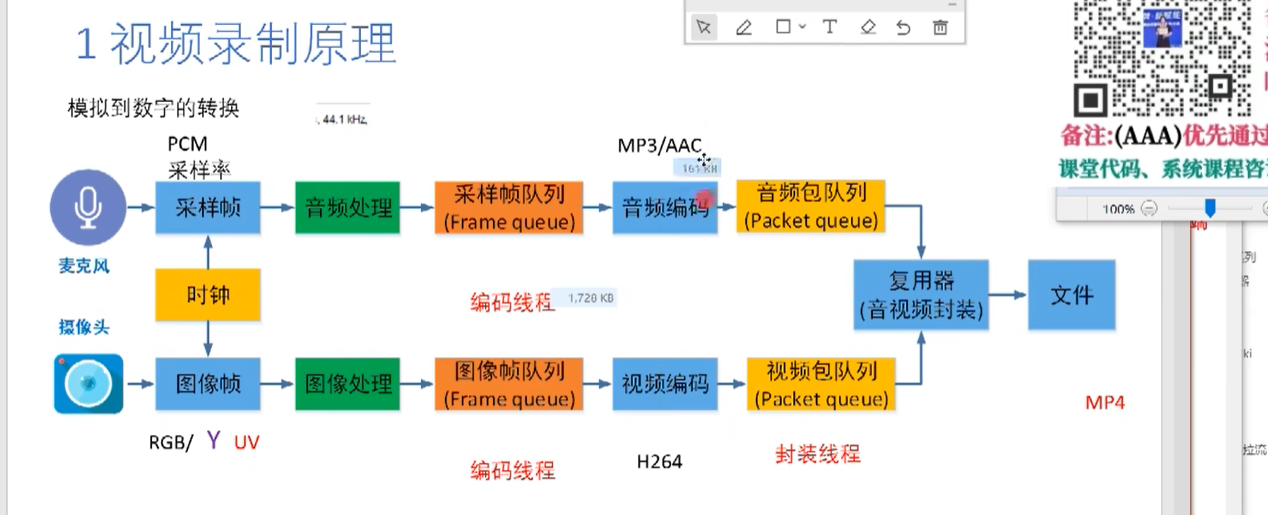 1 视频录制原理
模拟到数字的转换
, 44.1 kHz,
PCM
采样率
MP3/AAC
161 KB
采样帧
音频处理
采样帧队列
(Frame queue)
音频编码
音频包队列
(Packet queue)
麦克风
时钟
编码线程
1,728 KB
复用器
(音视频封装)
文件
摄像头
图像帧
图像处理
图像帧队列
(Frame queue)
视频编码
视频包队列
(Packet queue)
MP4
RGB/ Y UV
编码线程
H264
封装线程
备注:(AAA)优先通过
课堂代码、系统课程咨
100%
列
器
ki
拉流